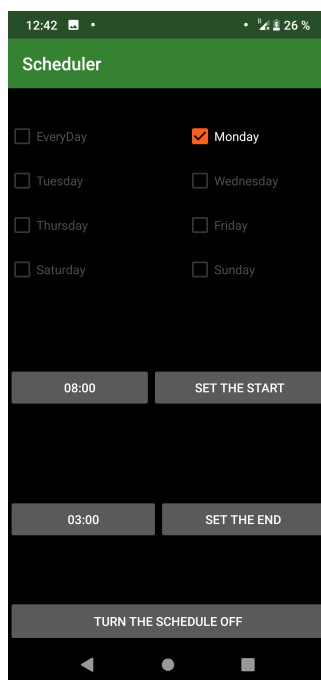 12:42 R 26 %
Scheduler
EveryDay Monday
Tuesday Wednesday
Thursday Friday
Saturday Sunday
08:00 SET THE START
03:00 SET THE END
TURN THE SCHEDULE OFF